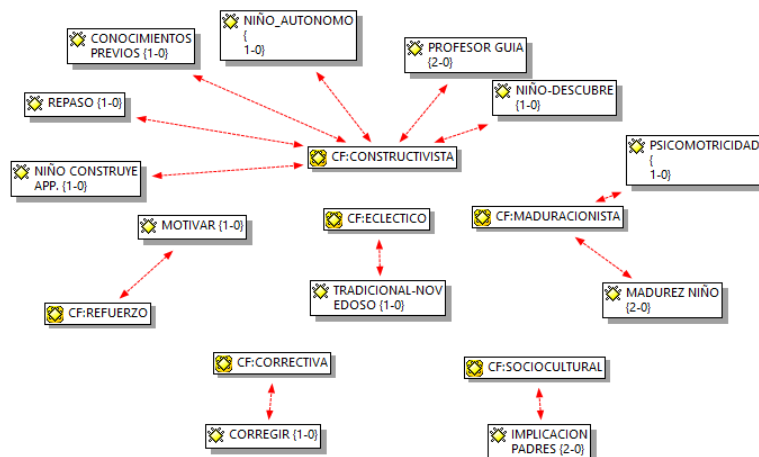 NIÑO_AUTONOMO
{
1-0}
CONOCIMIENTOS
PREVIOS {1-0}
PROFESOR GUIA
{2-0}
REPASO {1-0}
NIÑO-DESCUBRE
{1-0}
PSICOMOTRICIDAD
{
1-0}
CF:CONSTRUCTIVISTA
NIÑO CONSTRUYE
APP. {1-0}
MOTIVAR {1-0}
CF:ECLECTICO
CF:MADURACIONISTA
CF:REFUERZO
TRADICIONAL-NOV
EDOSO {1-0}
MADUREZ NIÑO
{2-0}
CF:CORRECTIVA
CF:SOCIOCULTURAL
CORREGIR {1-0}
IMPLICACION
PADRES {2-0}